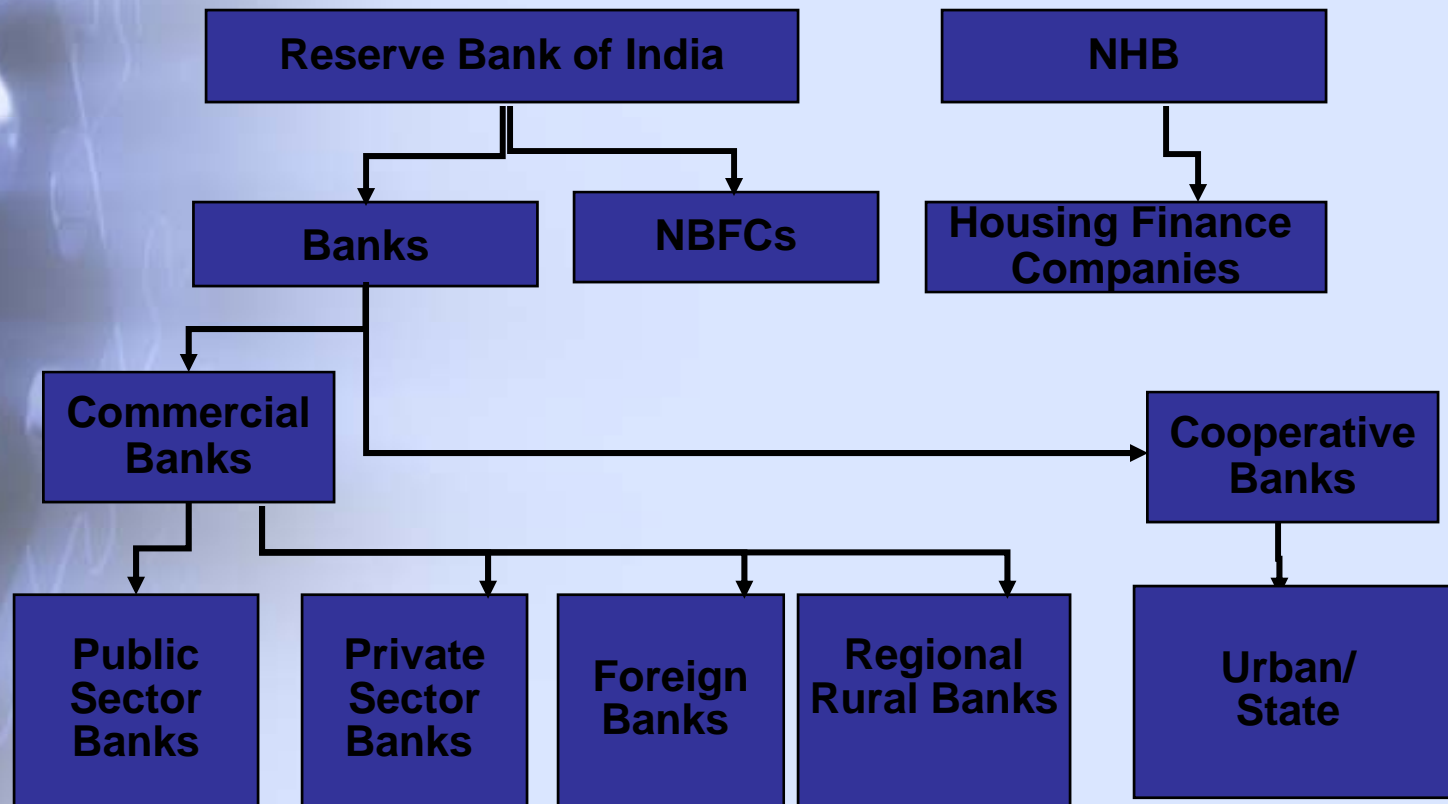 Reserve Bank of India
NHB
Banks
NBFCs
Housing Finance
Companies
Commercial
Banks
Cooperative
Banks
Public
Sector
Banks
Private
Sector
Banks
Foreign
Banks
Regional
Rural Banks
Urban/
State